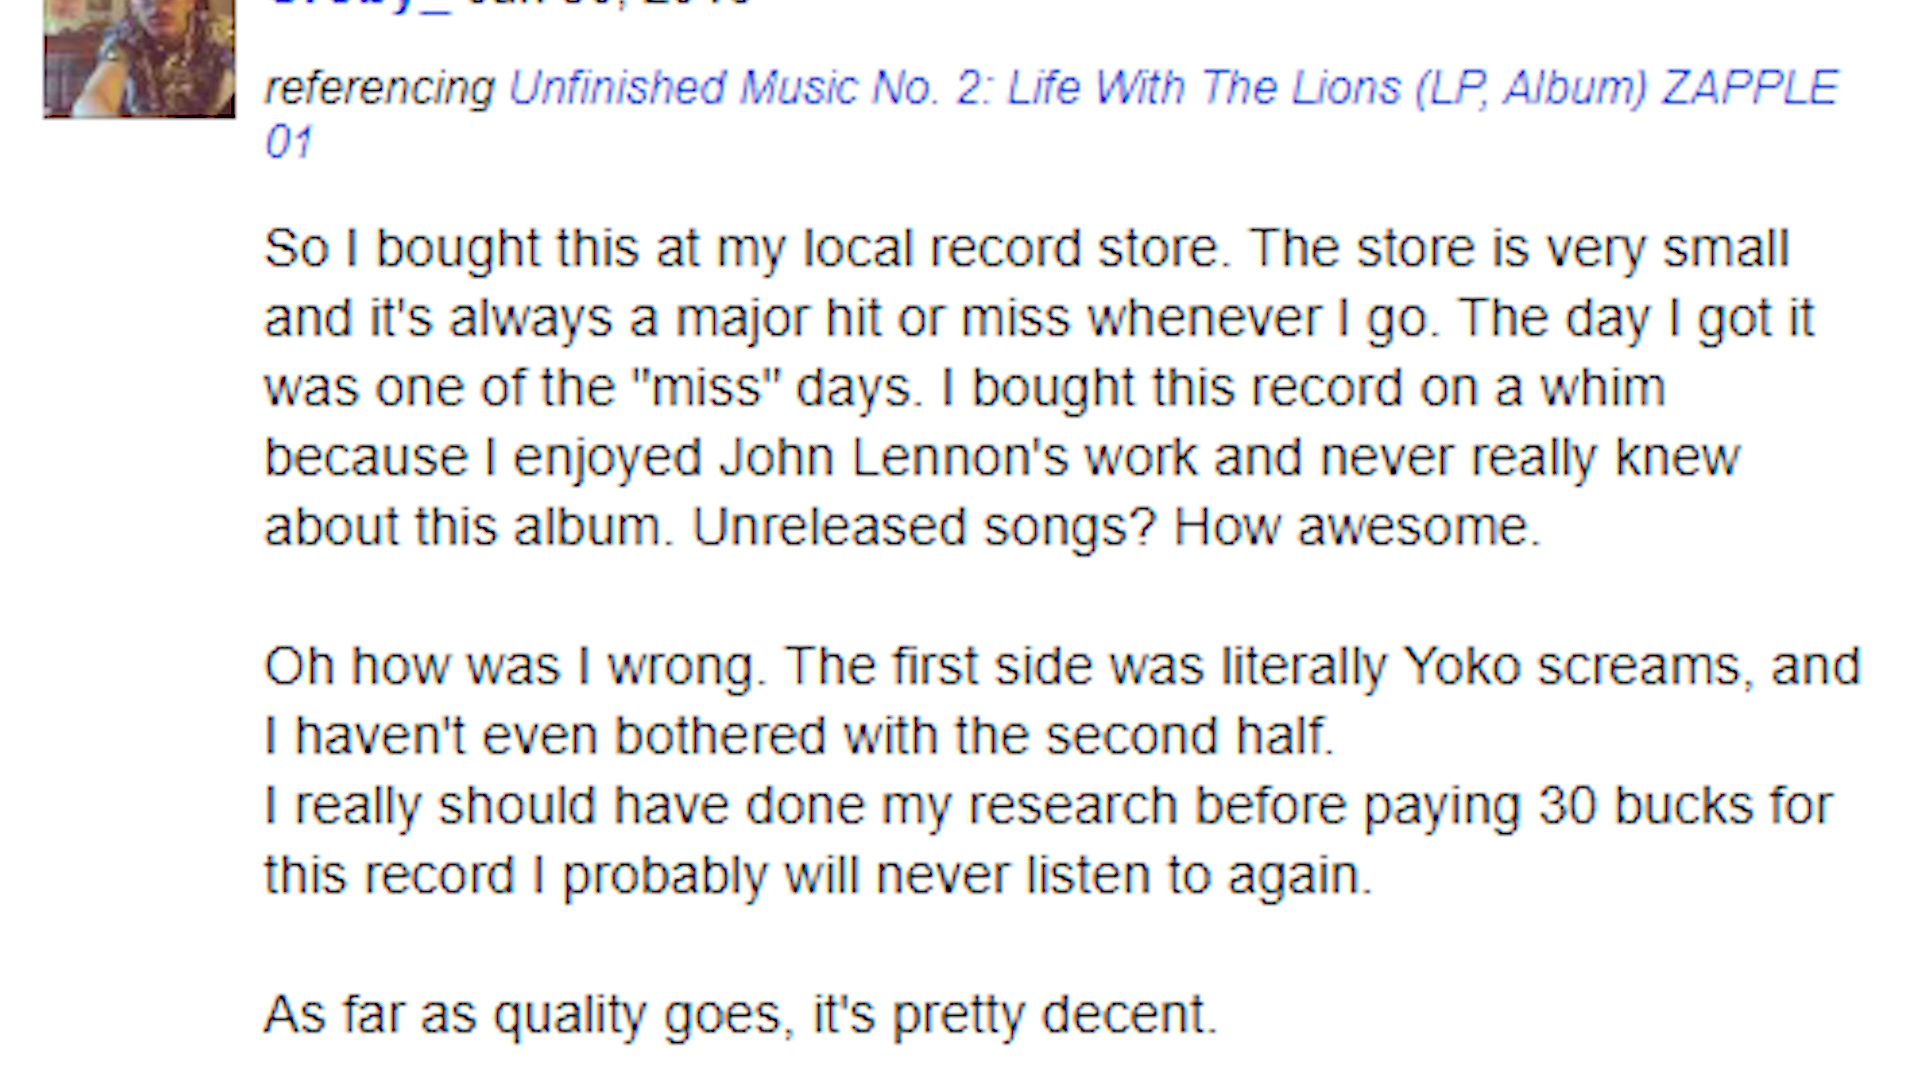 referencing Unfinished Music No. 2: Life With The Lions (LP, Album) ZAPPLE
01
So I bought this at my local record store. The store is very small
and it's always a major hit or miss whenever I go. The day I got it
was one of the "miss" days. I bought this record on a whim
because I enjoyed John Lennon's work and never really knew
about this album. Unreleased songs? How awesome.
Oh how was I wrong. The first side was literally Yoko screams, and
I haven't even bothered with the second half.
I really should have done my research before paying 30 bucks for
this record I probably will never listen to again.
As far as quality goes, it's pretty decent.